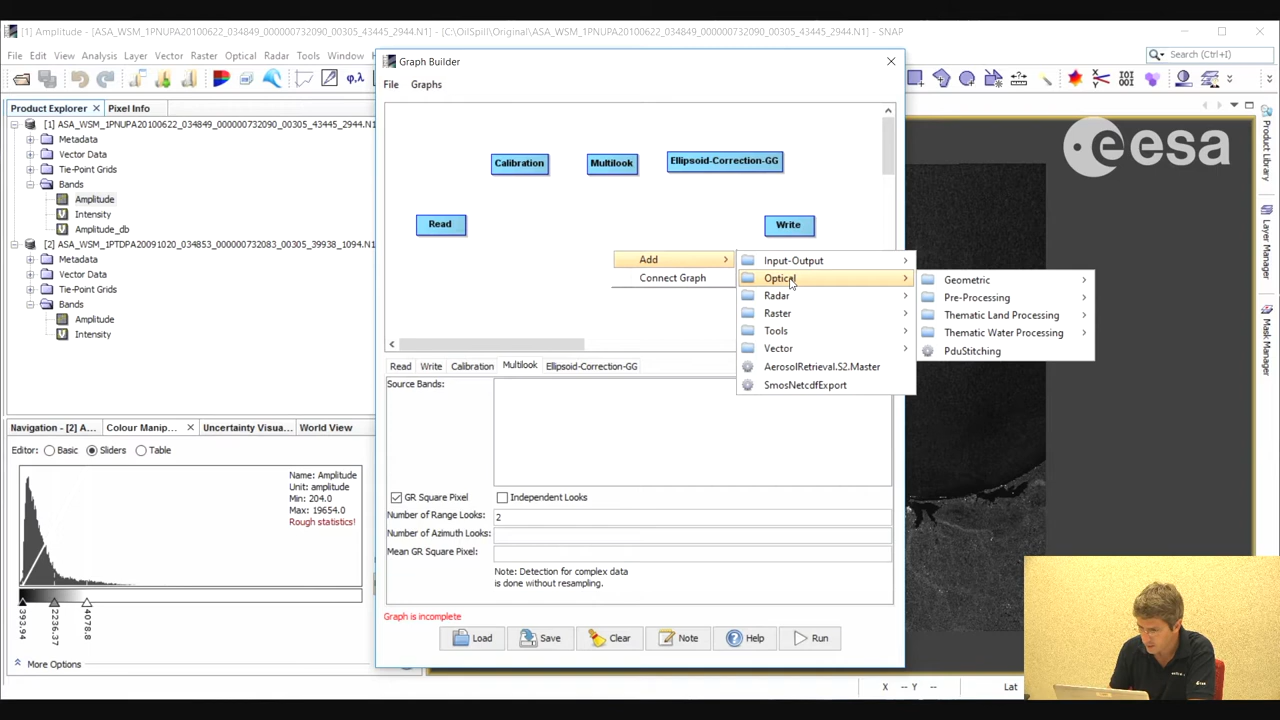 [1] Amplitude - [ASA_WSM_1PNUPA20100622_034849_000000732090_00305_43445_2944.N1] - [C:\OilSpill\Original\ASA_WSM_1PNUPA20100622_034849_000000732090_00305_43445_2944.N1] - SNAP
File Edit View Analysis Layer Vector Raster Optical Radar Tools Window
Search (Ctrl+I)
Graph Builder
File Graphs
Product Explorer
Pixel Info
[1] ASA_WSM_1PNUPA20100622_034849_000000732090_00305_43445_2944.N1
Metadata
Vector Data
Tie-Point Grids
Bands
Amplitude
Intensity
Amplitude_db
[2] ASA_WSM_1PTDPA20091020_034853_000000732083_00305_39938_1094.N1
Metadata
Vector Data
Tie-Point Grids
Bands
Amplitude
Intensity
Calibration
Multilook
Ellipsoid-Correction-GG
Read
Write
Add
Connect Graph
Input-Output
Optical
Radar
Raster
Tools
Vector
AerosolRetrieval.S2.Master
SmosNetcdfExport
Geometric
Pre-Processing
Thematic Land Processing
Thematic Water Processing
PduStitching
esa
Product Library
Layer Manager
Mask Manager
Read Write Calibration Multilook Ellipsoid-Correction-GG
Source Bands:
GR Square Pixel
Independent Looks
Number of Range Looks: 2
Number of Azimuth Looks:
Mean GR Square Pixel:
Note: Detection for complex data
is done without resampling.
Graph is incomplete
Load Save Clear Note Help Run
Navigation - [2] A...
Colour Manip...
Uncertainty Visua...
World View
Editor: Basic Sliders Table
Name: Amplitude
Unit: amplitude
Min: 204.0
Max: 19654.0
Rough statistics!
393.94
2236.37
4078.8
More Options
X -- Y -- Lat